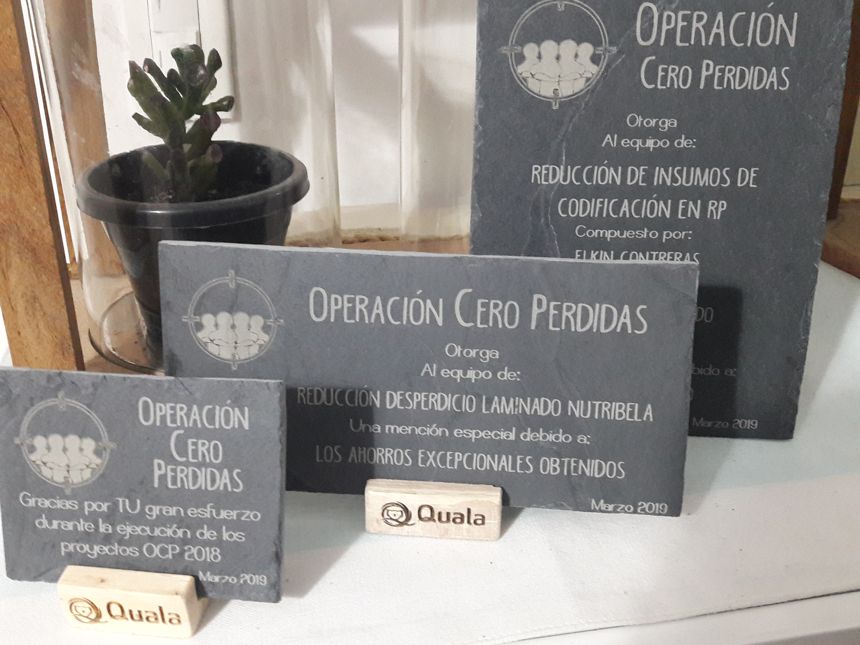 OPERACIÓN
CERO PERDIDAS
Otorga
Al equipo de:
REDUCCIÓN DE INSUMOS DE
CODIFICACIÓN EN RP
Compuesto por:
ELKIN CONTRERAS
Marzo 2019
OPERACIÓN CERO PERDIDAS
Otorga
Al equipo de:
REDUCCIÓN DESPERDICIO LAMINADO NUTRIBELA
Una mención especial debido a:
LOS AHORROS EXCEPCIONALES OBTENIDOS
Marzo 2019
Quala
OPERACIÓN
CERO
PERDIDAS
Gracias por TU gran esfuerzo
durante la ejecución de los
proyectos OCP 2018
Marzo 2019
Quala